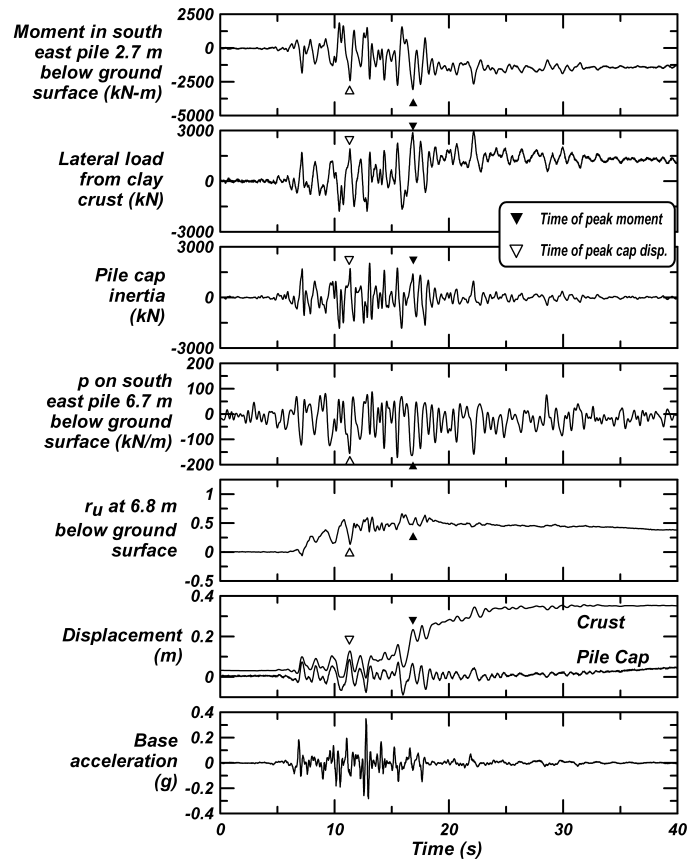 Moment in south
east pile 2.7 m
below ground
surface (kN-m)
2500
0
-2500
-5000
Lateral load
from clay
crust (kN)
3000
0
-3000
Time of peak moment
Time of peak cap disp.
Pile cap
inertia
(kN)
3000
0
-3000
p on south
east pile 6.7 m
below ground
surface (kN/m)
200
100
0
-100
-200
ru at 6.8 m
below ground
surface
1
0.5
0
-0.5
Displacement
(m)
0.4
0.2
0
Crust
Pile Cap
Base
acceleration
(g)
0.4
0.2
0
-0.2
-0.4
0 10 20 30 40
Time (s)